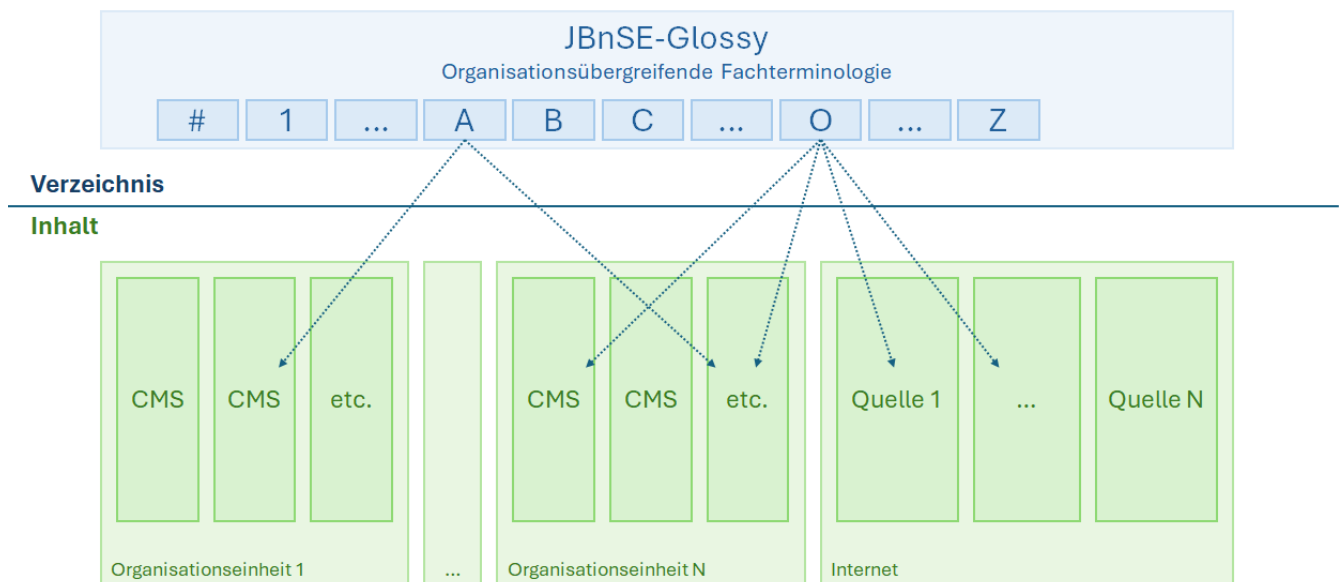 JBnSE-Glossy
Organisationsübergreifende Fachterminologie
# 1 ... A B C ... O ... Z
Verzeichnis
Inhalt
CMS CMS etc. CMS CMS etc. Quelle 1 ... Quelle N
Organisationseinheit 1 ... Organisationseinheit N Internet